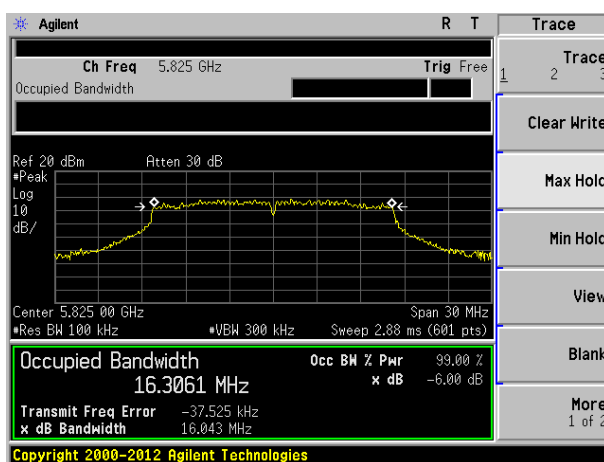 Agilent R T Trace
Ch Freq 5.825 GHz Trig Free
Occupied Bandwidth
Trace
1 2 3
Clear Write
Max Hold
Min Hold
View
Blank
More
1 of 2
Ref 20 dBm Atten 30 dB
#Peak
Log
10
dB/
Center 5.825 00 GHz Span 30 MHz
#Res BW 100 kHz #VBW 300 kHz Sweep 2.88 ms (601 pts)
Occupied Bandwidth Occ BW % Pwr 99.00 %
16.3061 MHz x dB -6.00 dB
Transmit Freq Error -37.525 kHz
x dB Bandwidth 16.043 MHz
Copyright 2000-2012 Agilent Technologies